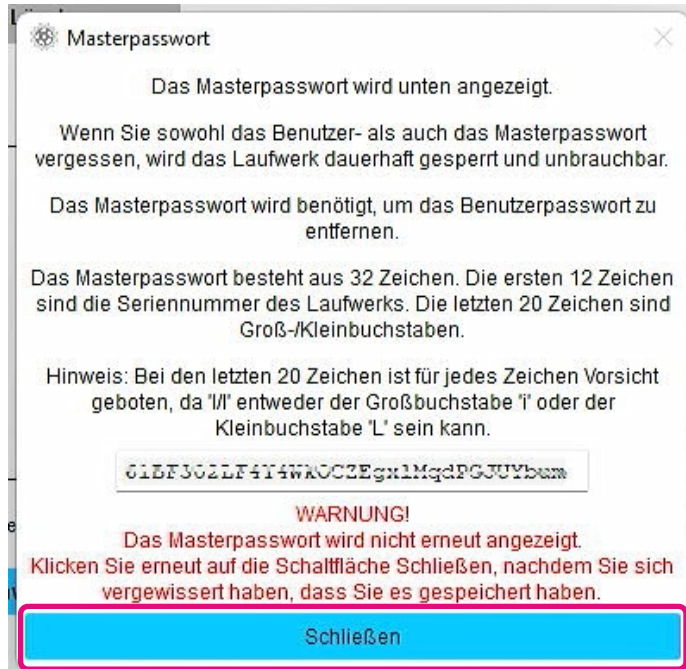 Masterpasswort
Das Masterpasswort wird unten angezeigt.
Wenn Sie sowohl das Benutzer- als auch das Masterpasswort
vergessen, wird das Laufwerk dauerhaft gesperrt und unbrauchbar.
Das Masterpasswort wird benötigt, um das Benutzerpasswort zu
entfernen.
Das Masterpasswort besteht aus 32 Zeichen. Die ersten 12 Zeichen
sind die Seriennummer des Laufwerks. Die letzten 20 Zeichen sind
Groß-/Kleinbuchstaben.
Hinweis: Bei den letzten 20 Zeichen ist für jedes Zeichen Vorsicht
geboten, da 'I/l' entweder der Großbuchstabe 'i' oder der
Kleinbuchstabe 'L' sein kann.
WARNUNG!
Das Masterpasswort wird nicht erneut angezeigt.
Klicken Sie erneut auf die Schaltfläche Schließen, nachdem Sie sich
vergewissert haben, dass Sie es gespeichert haben.
Schließen